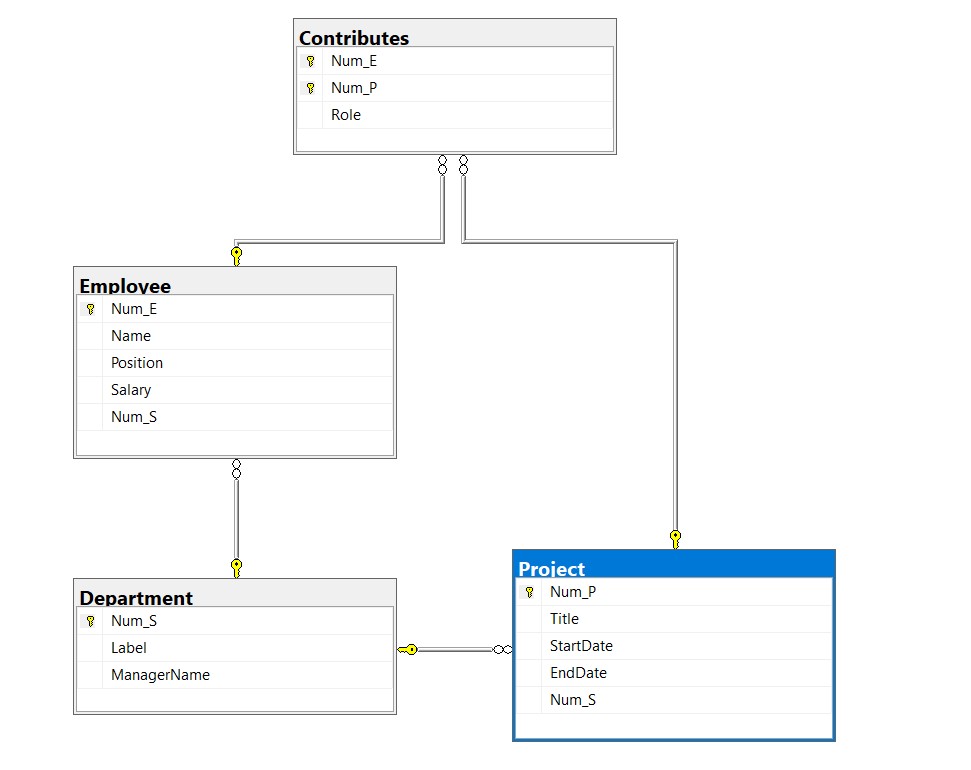 Contributes
Num_E
Num_P
Role
Employee
Num_E
Name
Position
Salary
Num_S
Department
Num_S
Label
ManagerName
Project
Num_P
Title
StartDate
EndDate
Num_S